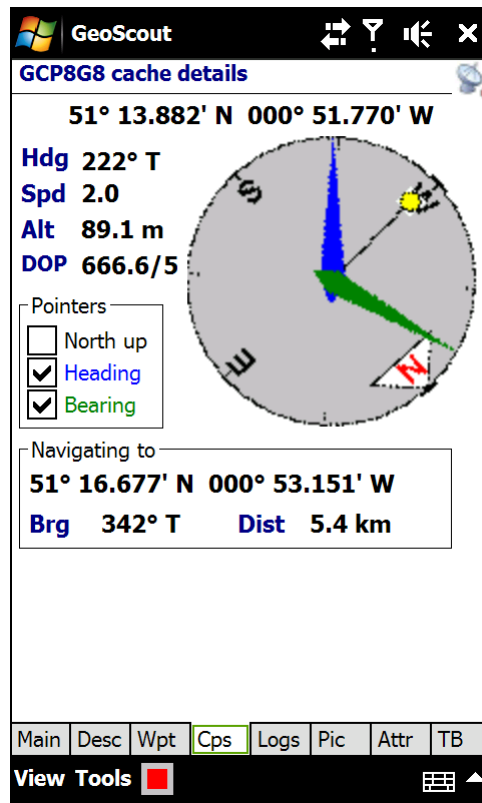 GeoScout
GCP8G8 cache details
51° 13.882' N 000° 51.770' W
Hdg 222° T
Spd 2.0
Alt 89.1 m
DOP 666.6/5
S
W
E
N
Pointers
North up
Heading
Bearing
Navigating to
51° 16.677' N 000° 53.151' W
Brg 342° T Dist 5.4 km
Main Desc Wpt Cps Logs Pic Attr TB
View Tools